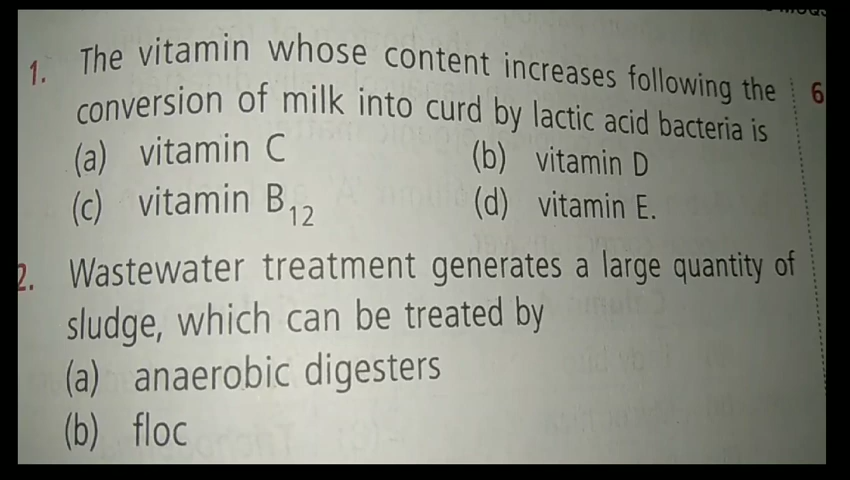 1. The vitamin whose content increases following the
conversion of milk into curd by lactic acid bacteria is
(a) vitamin C (b) vitamin D
(c) vitamin B12 (d) vitamin E.
2. Wastewater treatment generates a large quantity of
sludge, which can be treated by
(a) anaerobic digesters
(b) floc
6